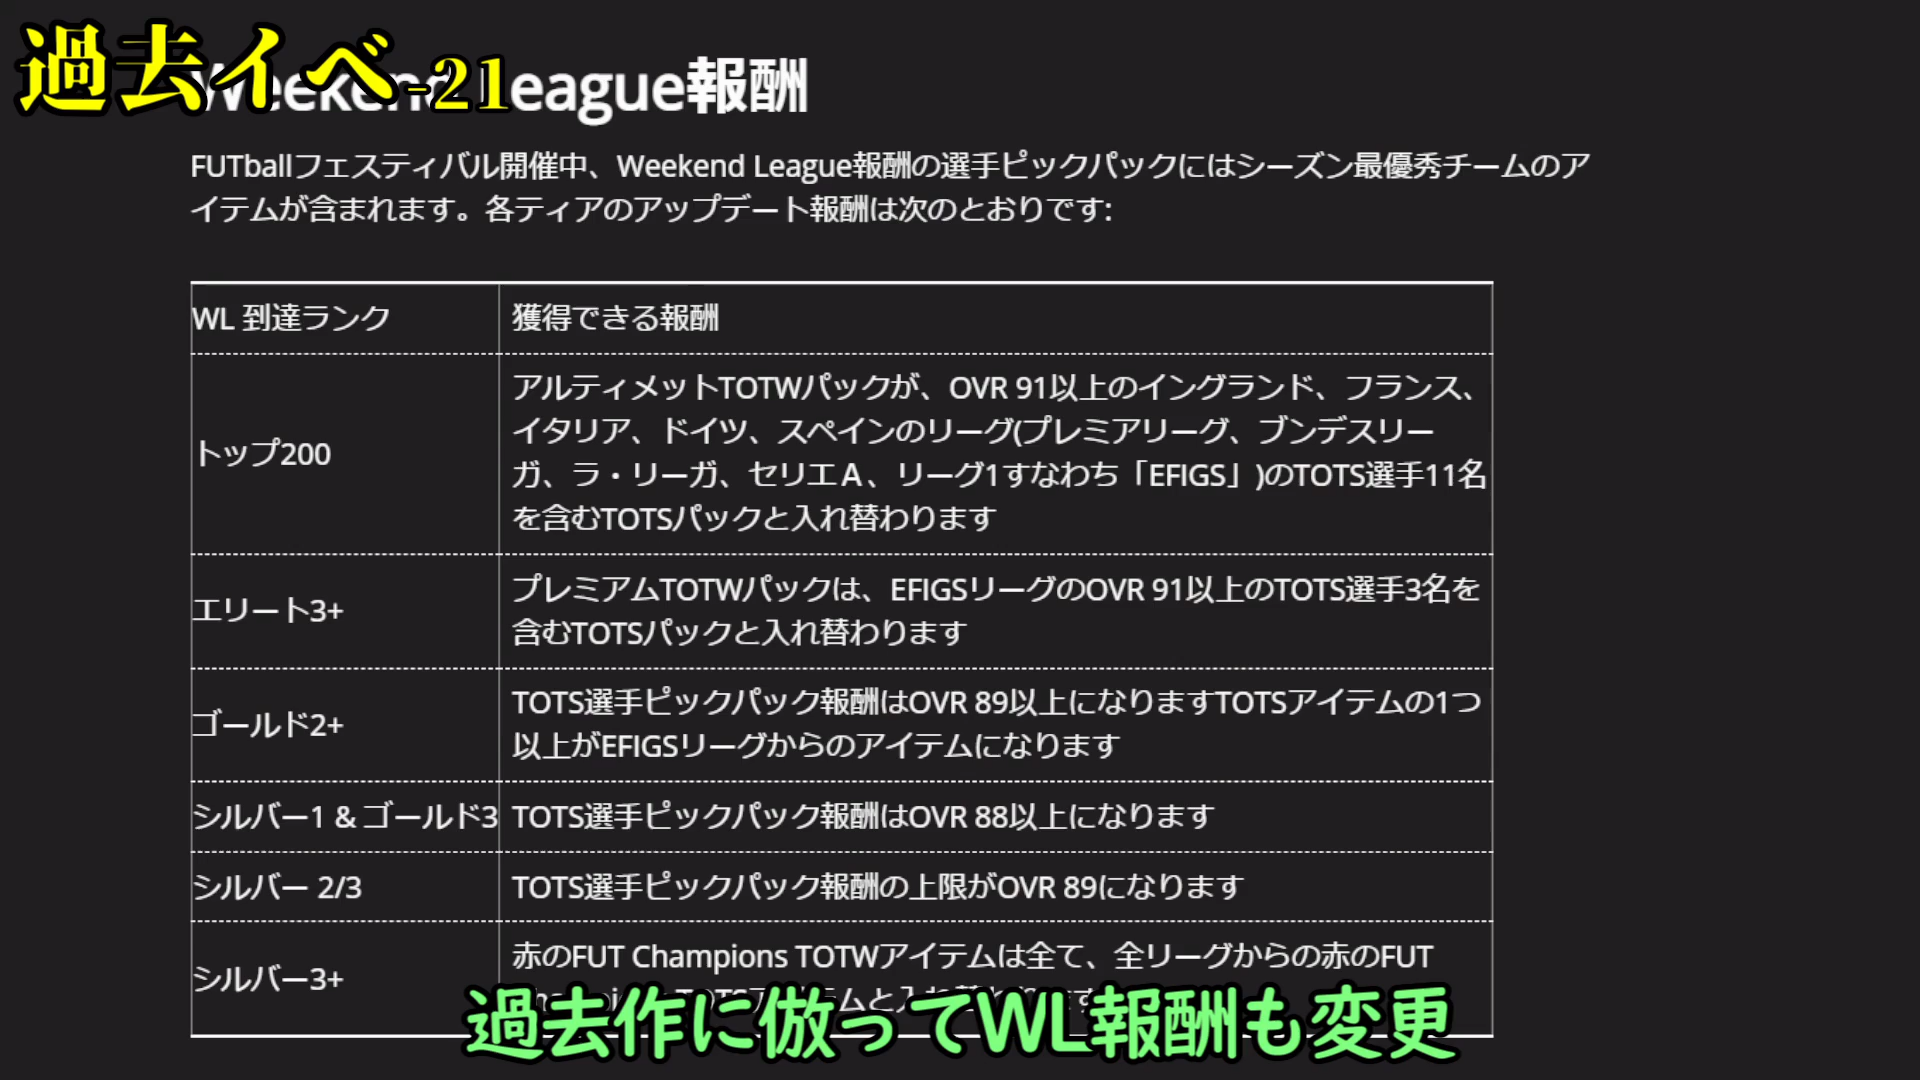 過去イベ-21
Weekend League報酬
FUTballフェスティバル開催中、Weekend League報酬の選手ピックパックにはシーズン最優秀チームのア
イテムが含まれます。各ティアのアップデート報酬は次のとおりです:
WL 到達ランク
獲得できる報酬
トップ200
アルティメットTOTWパックが、OVR 91以上のイングランド、フランス、
イタリア、ドイツ、スペインのリーグ(プレミアリーグ、ブンデスリー
ガ、ラ・リーガ、セリエＡ、リーグ1すなわち「EFIGS」)のTOTS選手11名
を含むTOTSパックと入れ替わります
エリート3+
プレミアムTOTWパックは、EFIGSリーグのOVR 91以上のTOTS選手3名を
含むTOTSパックと入れ替わります
ゴールド2+
TOTS選手ピックパック報酬はOVR 89以上になりますTOTSアイテムの1つ
以上がEFIGSリーグからのアイテムになります
シルバー1 & ゴールド3
TOTS選手ピックパック報酬はOVR 88以上になります
シルバー 2/3
TOTS選手ピックパック報酬の上限がOVR 89になります
シルバー3+
赤のFUT Champions TOTWアイテムは全て、全リーグからの赤のFUT
過去作に倣ってWL報酬も変更